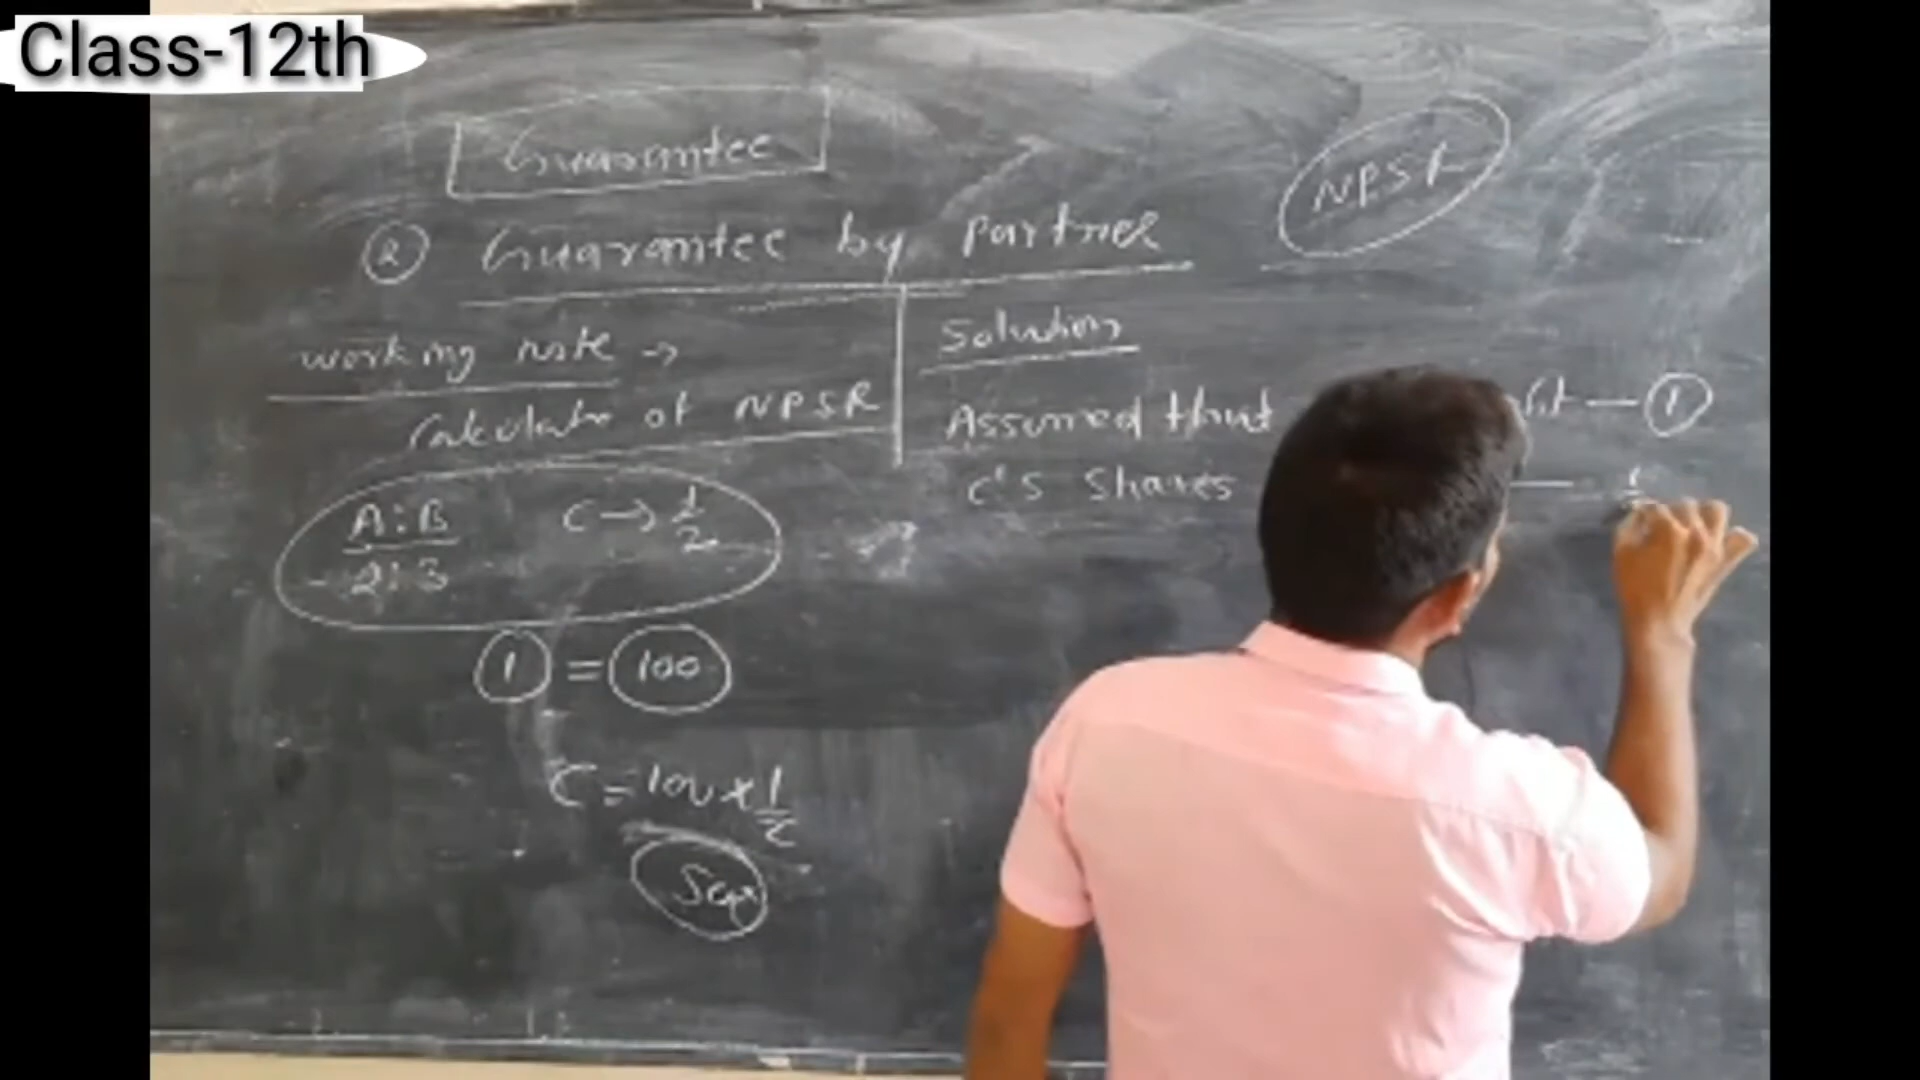 Class-12th
Guarantee
NPSR
② Guarantee by Partner
working note →
Calculate of NPSR
A:B C → 1/2
2:3
① = 100
C = 100 × 1/2
Solution
Assumed that — ①
C's Shares —